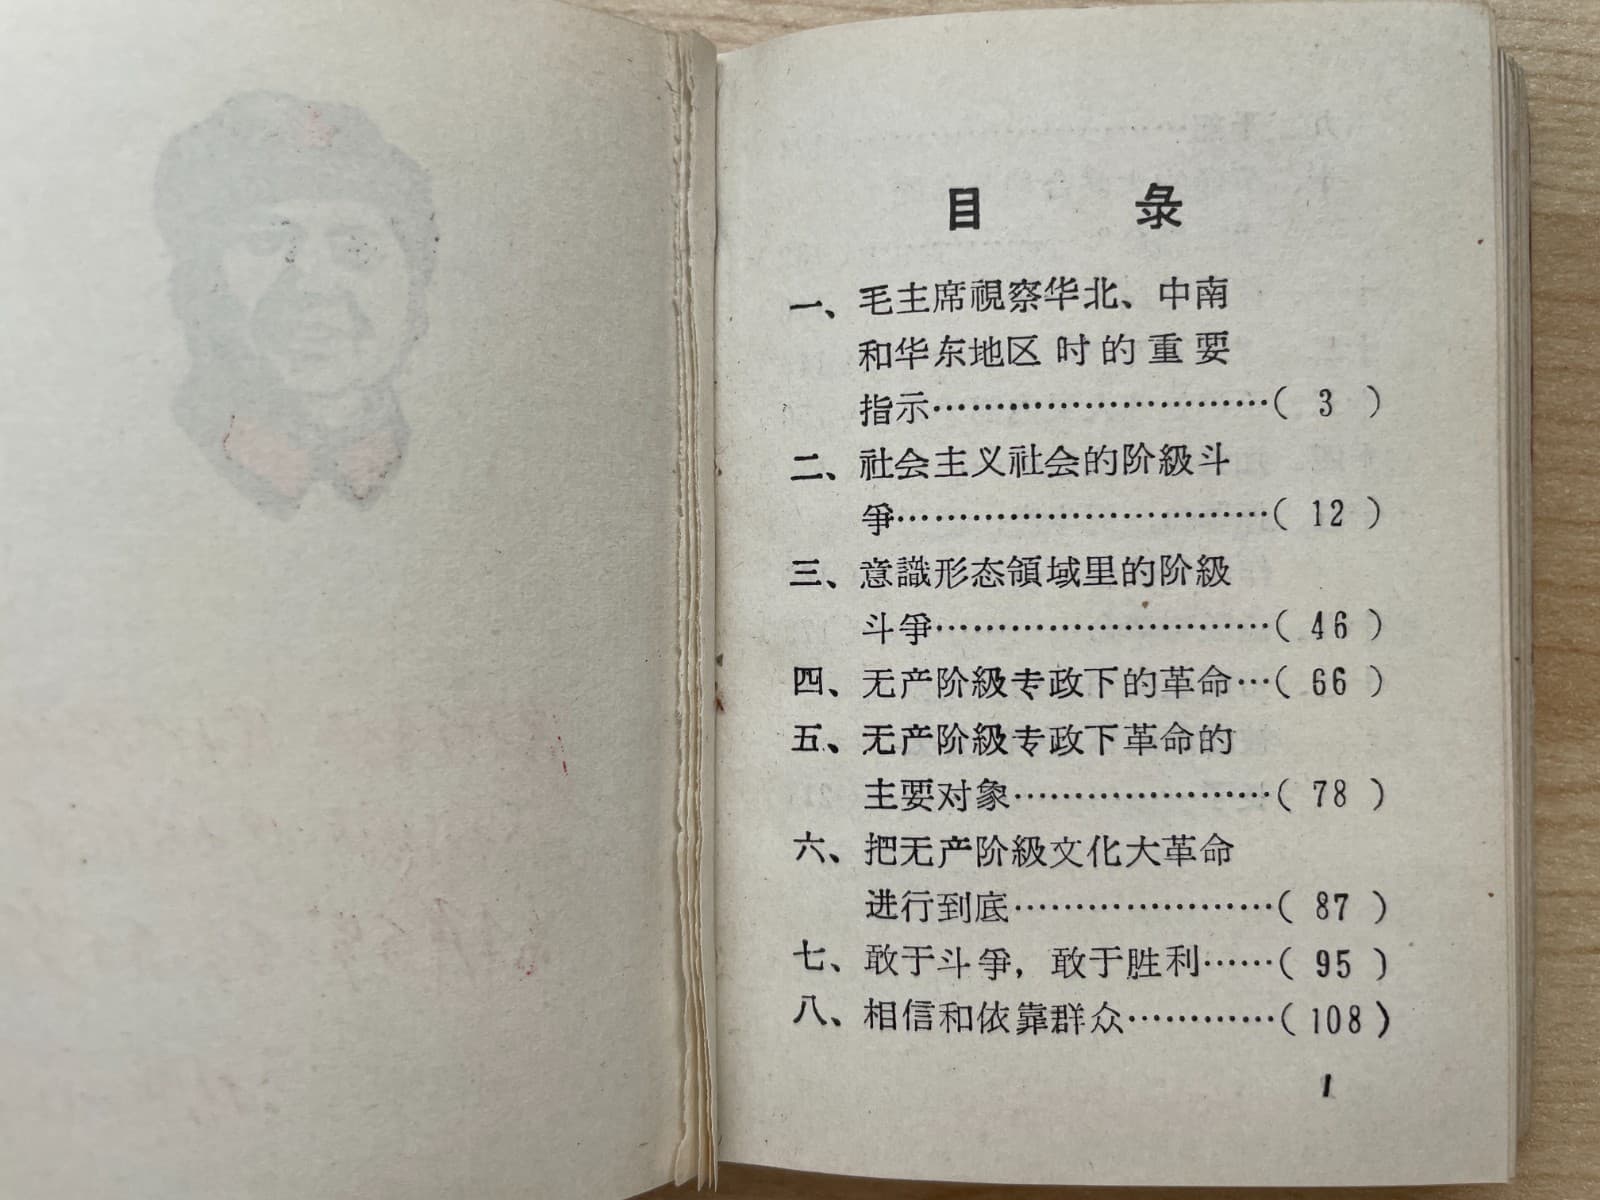 目 录
一、毛主席視察华北、中南
和华东地区时的重要
指示…………………………( 3 )
二、社会主义社会的阶級斗
爭……………………………( 12 )
三、意識形态領域里的阶級
斗爭…………………………( 46 )
四、无产阶級专政下的革命…( 66 )
五、无产阶級专政下革命的
主要对象……………………( 78 )
六、把无产阶級文化大革命
进行到底……………………( 87 )
七、敢于斗爭，敢于胜利……( 95 )
八、相信和依靠群众…………( 108 )
1